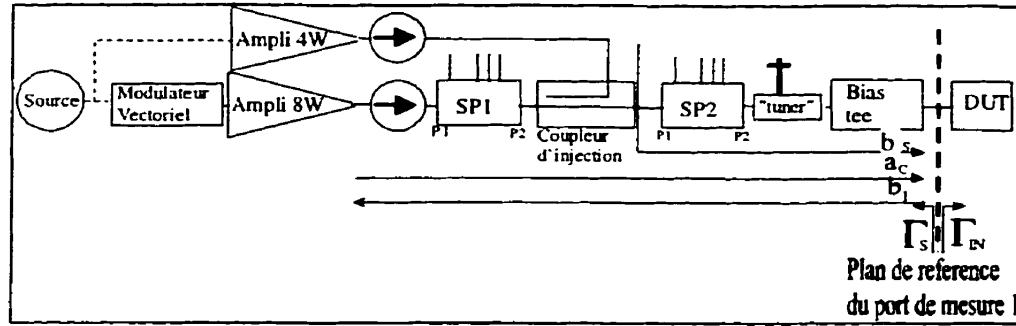 Ampli 4W
Source
Modulateur
Vectoriel
Ampli 8W
SP1
P1
P2
Coupleur
d'injection
SP2
P1
P2
"tuner"
Bias
tee
DUT
b S
a C
b 1
Γ S
Γ IN
Plan de reference
du port de mesure 1